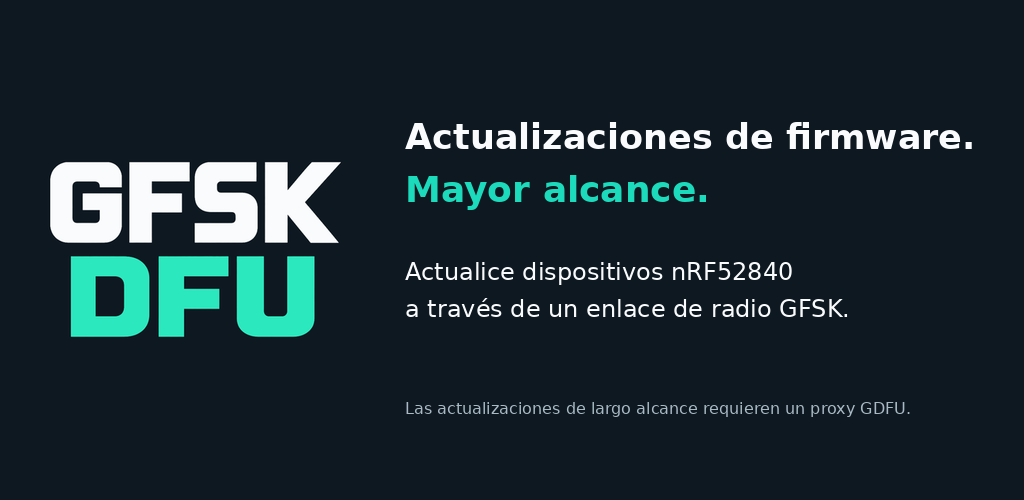 GFSK
DFU
Actualizaciones de firmware.
Mayor alcance.
Actualice dispositivos nRF52840
a través de un enlace de radio GFSK.
Las actualizaciones de largo alcance requieren un proxy GDFU.